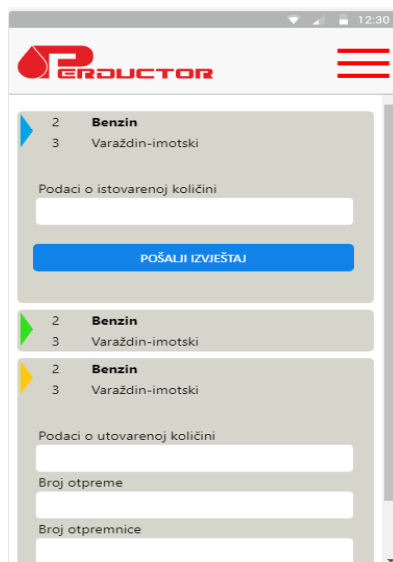 12:30
PERDUCTOR
2 Benzin
3 Varaždin-imotski
Podaci o istovarenoj količini
POŠALJI IZVJEŠTAJ
2 Benzin
3 Varaždin-imotski
2 Benzin
3 Varaždin-imotski
Podaci o utovarenoj količini
Broj otpreme
Broj otpremnice